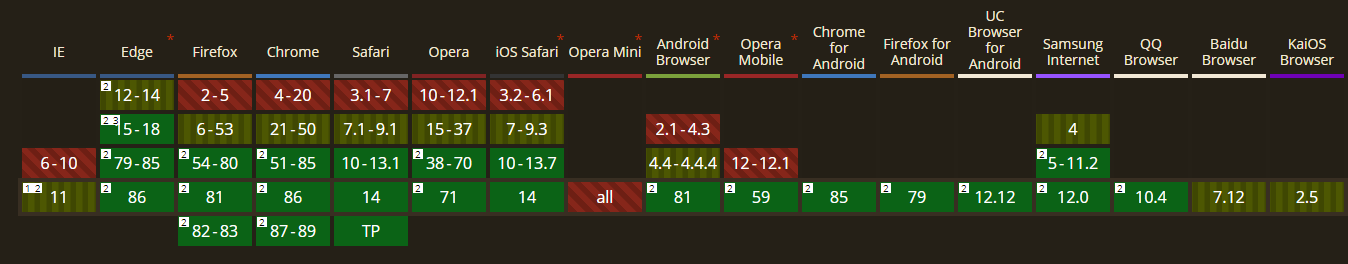 IE Edge * Firefox Chrome Safari Opera iOS Safari * Opera Mini Android Browser * Opera Mobile * Chrome for Android Firefox for Android UC Browser for Android Samsung Internet QQ Browser Baidu Browser KaiOS Browser
2 12-14 2-5 4-20 3.1-7 10-12.1 3.2-6.1
2 3 15-18 6-53 21-50 7.1-9.1 15-37 7-9.3 2.1-4.3 4
6-10 2 79-85 2 54-80 2 51-85 10-13.1 2 38-70 10-13.7 4.4-4.4.4 12-12.1 2 5-11.2
1 2 11 2 86 2 81 2 86 14 2 71 14 all 2 81 2 59 2 85 2 79 2 12.12 2 12.0 2 10.4 7.12 2.5
2 82-83 2 87-89 TP